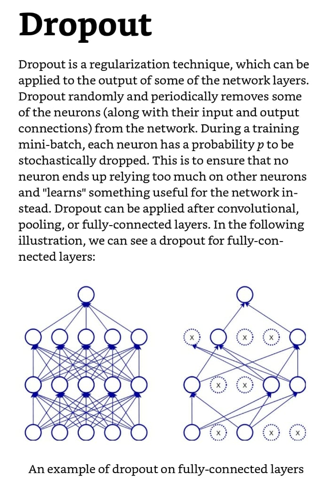 Dropout
Dropout is a regularization technique, which can be
applied to the output of some of the network layers.
Dropout randomly and periodically removes some
of the neurons (along with their input and output
connections) from the network. During a training
mini-batch, each neuron has a probability p to be
stochastically dropped. This is to ensure that no
neuron ends up relying too much on other neurons
and "learns" something useful for the network in-
stead. Dropout can be applied after convolutional,
pooling, or fully-connected layers. In the following
illustration, we can see a dropout for fully-con-
nected layers:
x x x
x x
x x x
An example of dropout on fully-connected layers